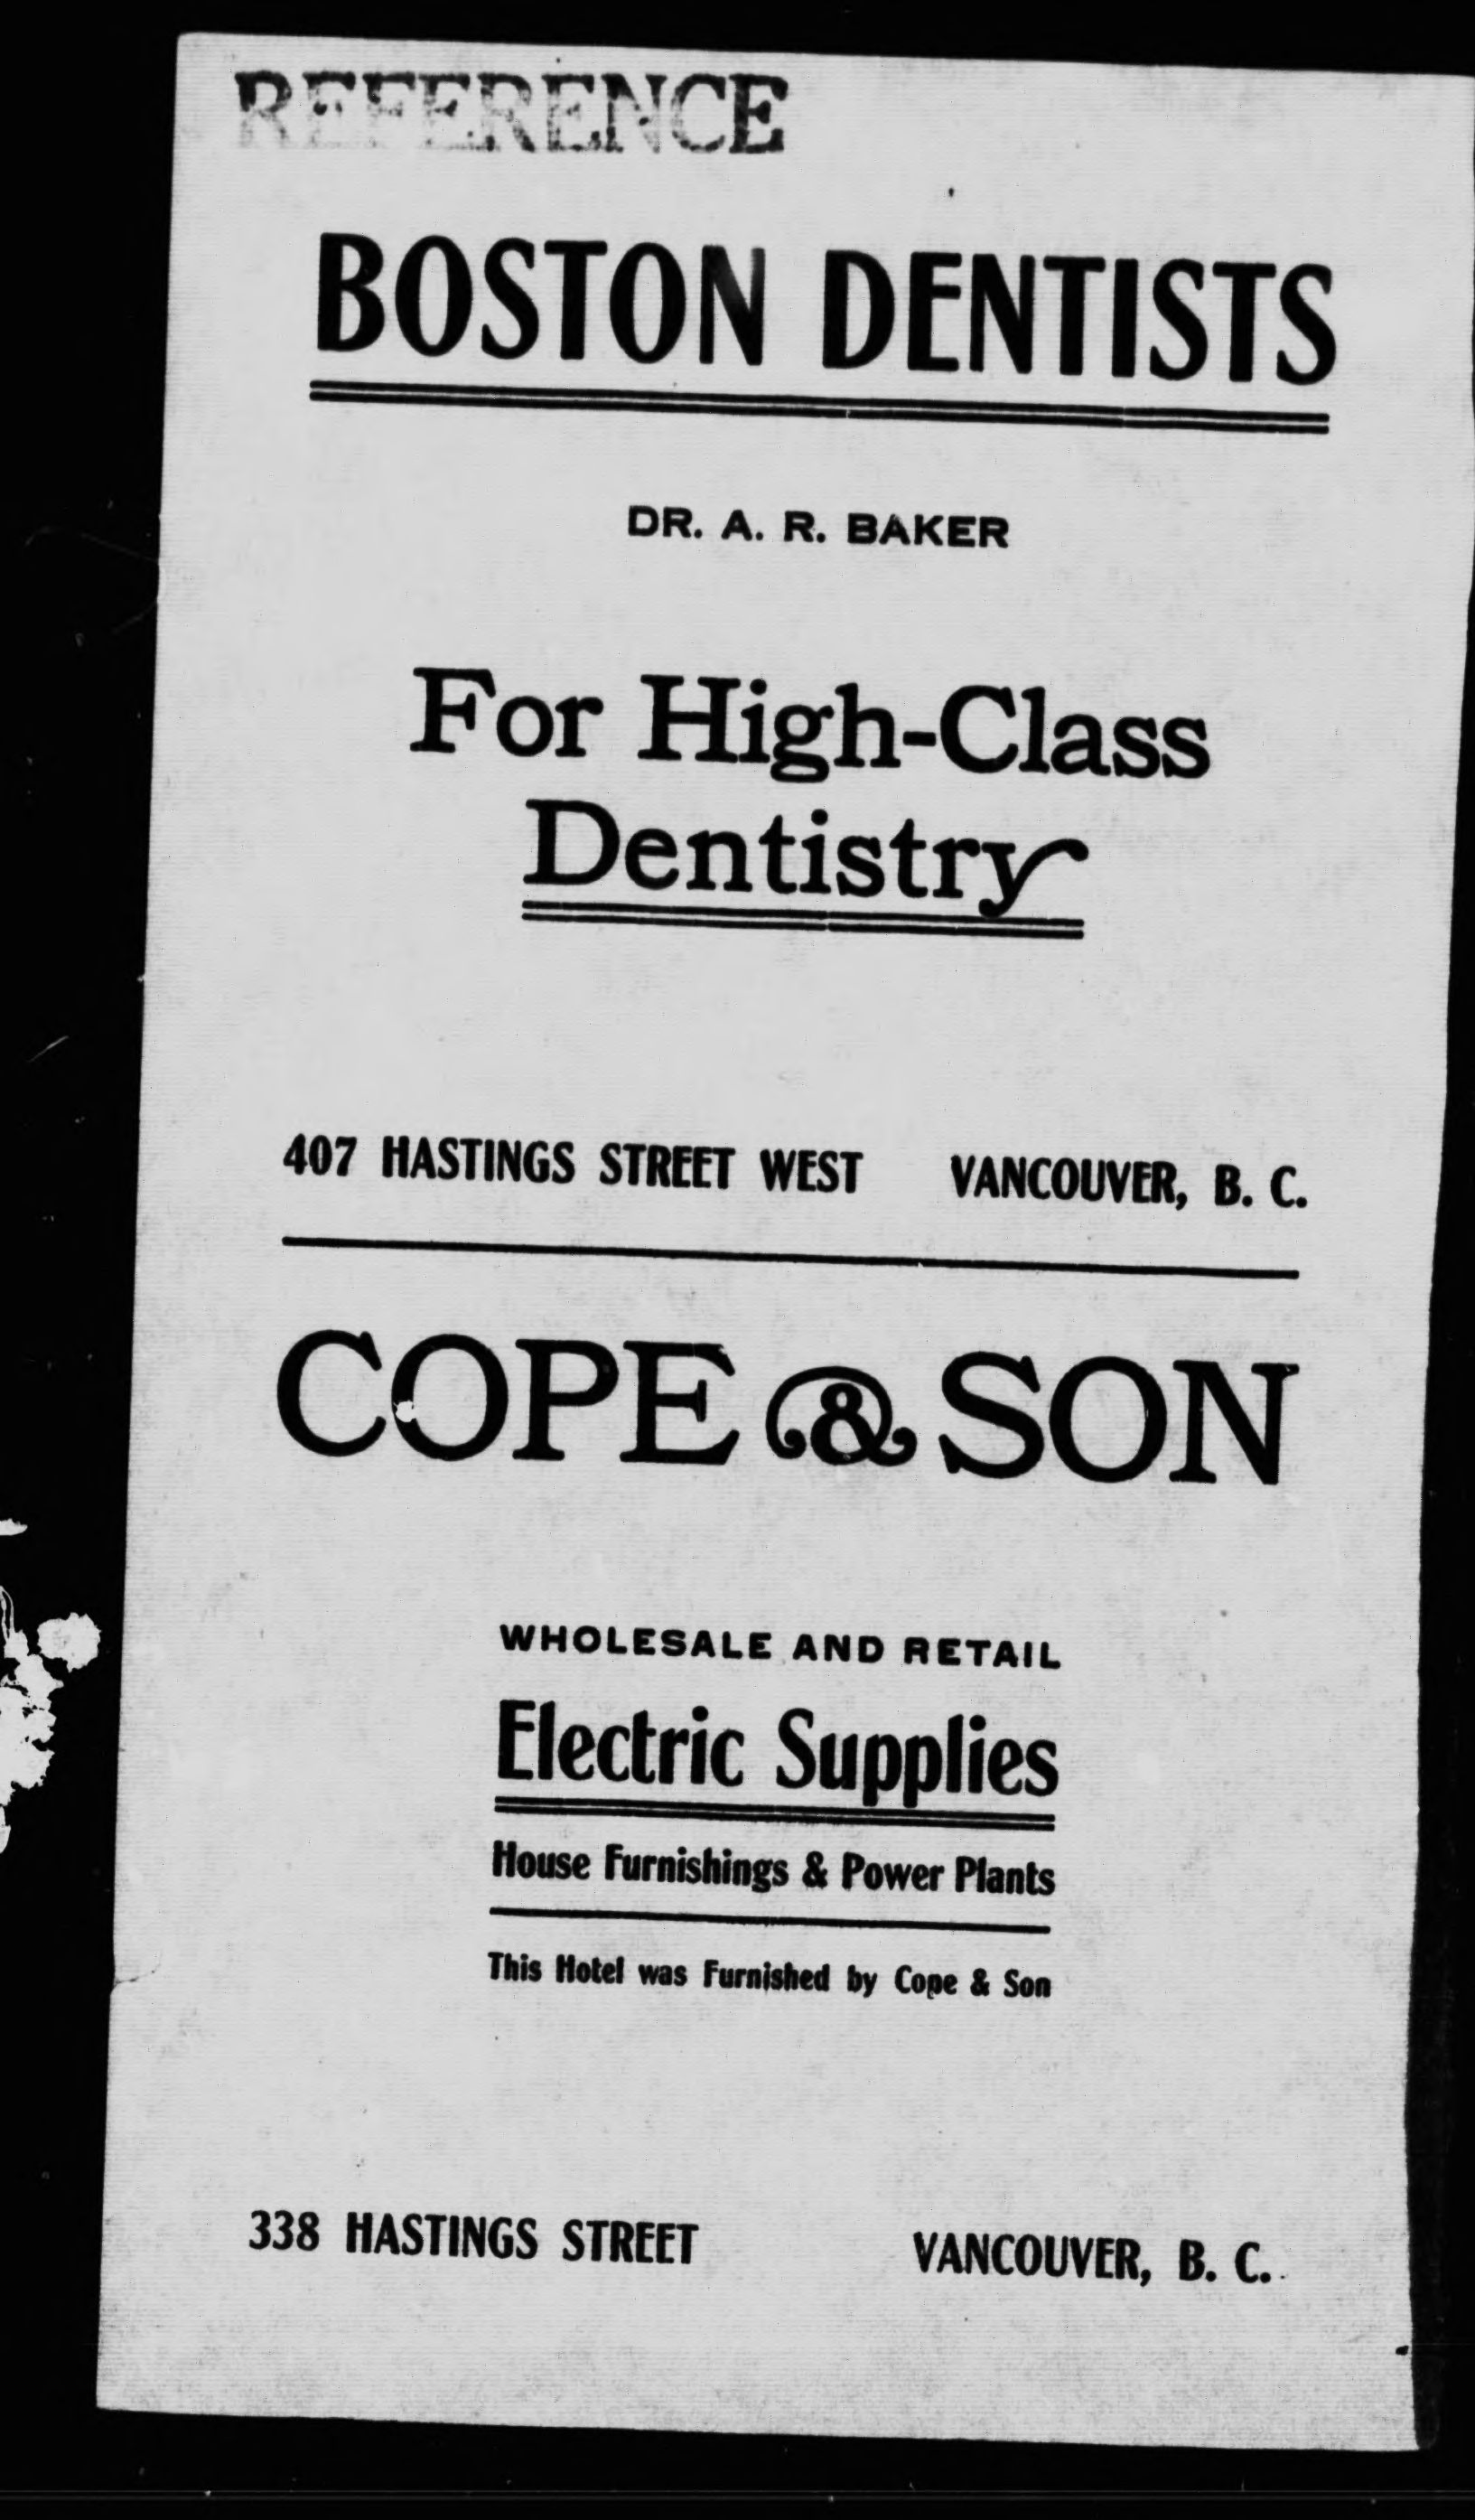 REFERENCE
BOSTON DENTISTS
DR. A. R. BAKER
For High-Class
Dentistry
407 HASTINGS STREET WEST VANCOUVER, B. C.
COPE & SON
WHOLESALE AND RETAIL
Electric Supplies
House Furnishings & Power Plants
This Hotel was Furnished by Cope & Son
338 HASTINGS STREET VANCOUVER, B. C.